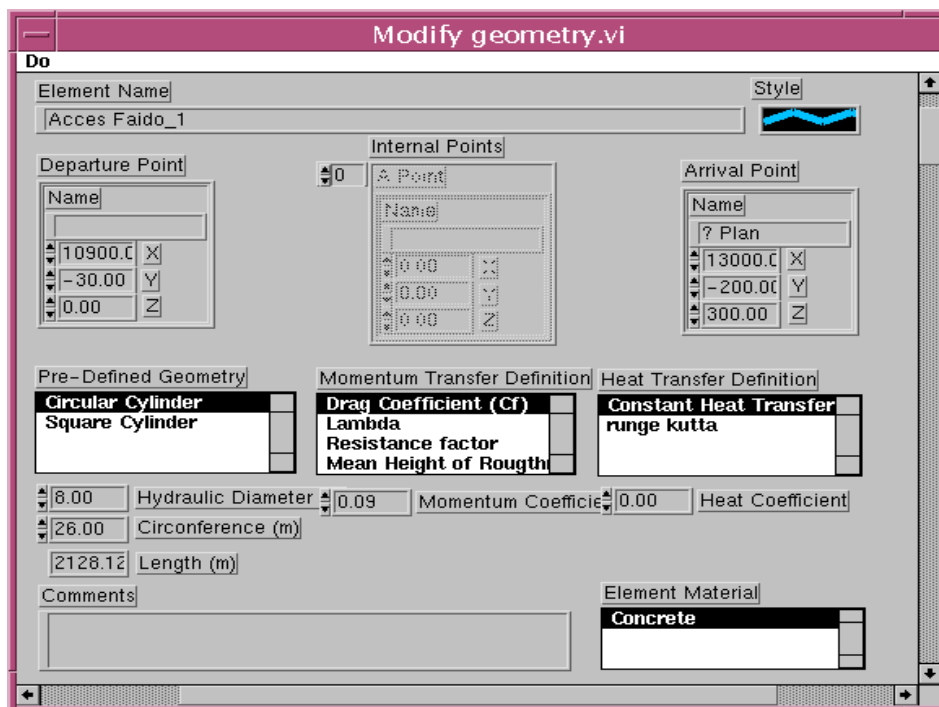 Modify geometry.vi
Do
Element Name
Style
Acces Faido_1
Departure Point
Name
10900.0 X
-30.00 Y
0.00 Z
Internal Points
0
A Point
Name
0.00 X
0.00 Y
0.00 Z
Arrival Point
Name
? Plan
13000.0 X
-200.00 Y
300.00 Z
Pre-Defined Geometry
Circular Cylinder
Square Cylinder
Momentum Transfer Definition
Drag Coefficient (Cf)
Lambda
Resistance factor
Mean Height of Rougthn
Heat Transfer Definition
Constant Heat Transfer
runge kutta
8.00 Hydraulic Diameter
0.09 Momentum Coefficie
0.00 Heat Coefficient
26.00 Circonference (m)
2128.12 Length (m)
Comments
Element Material
Concrete